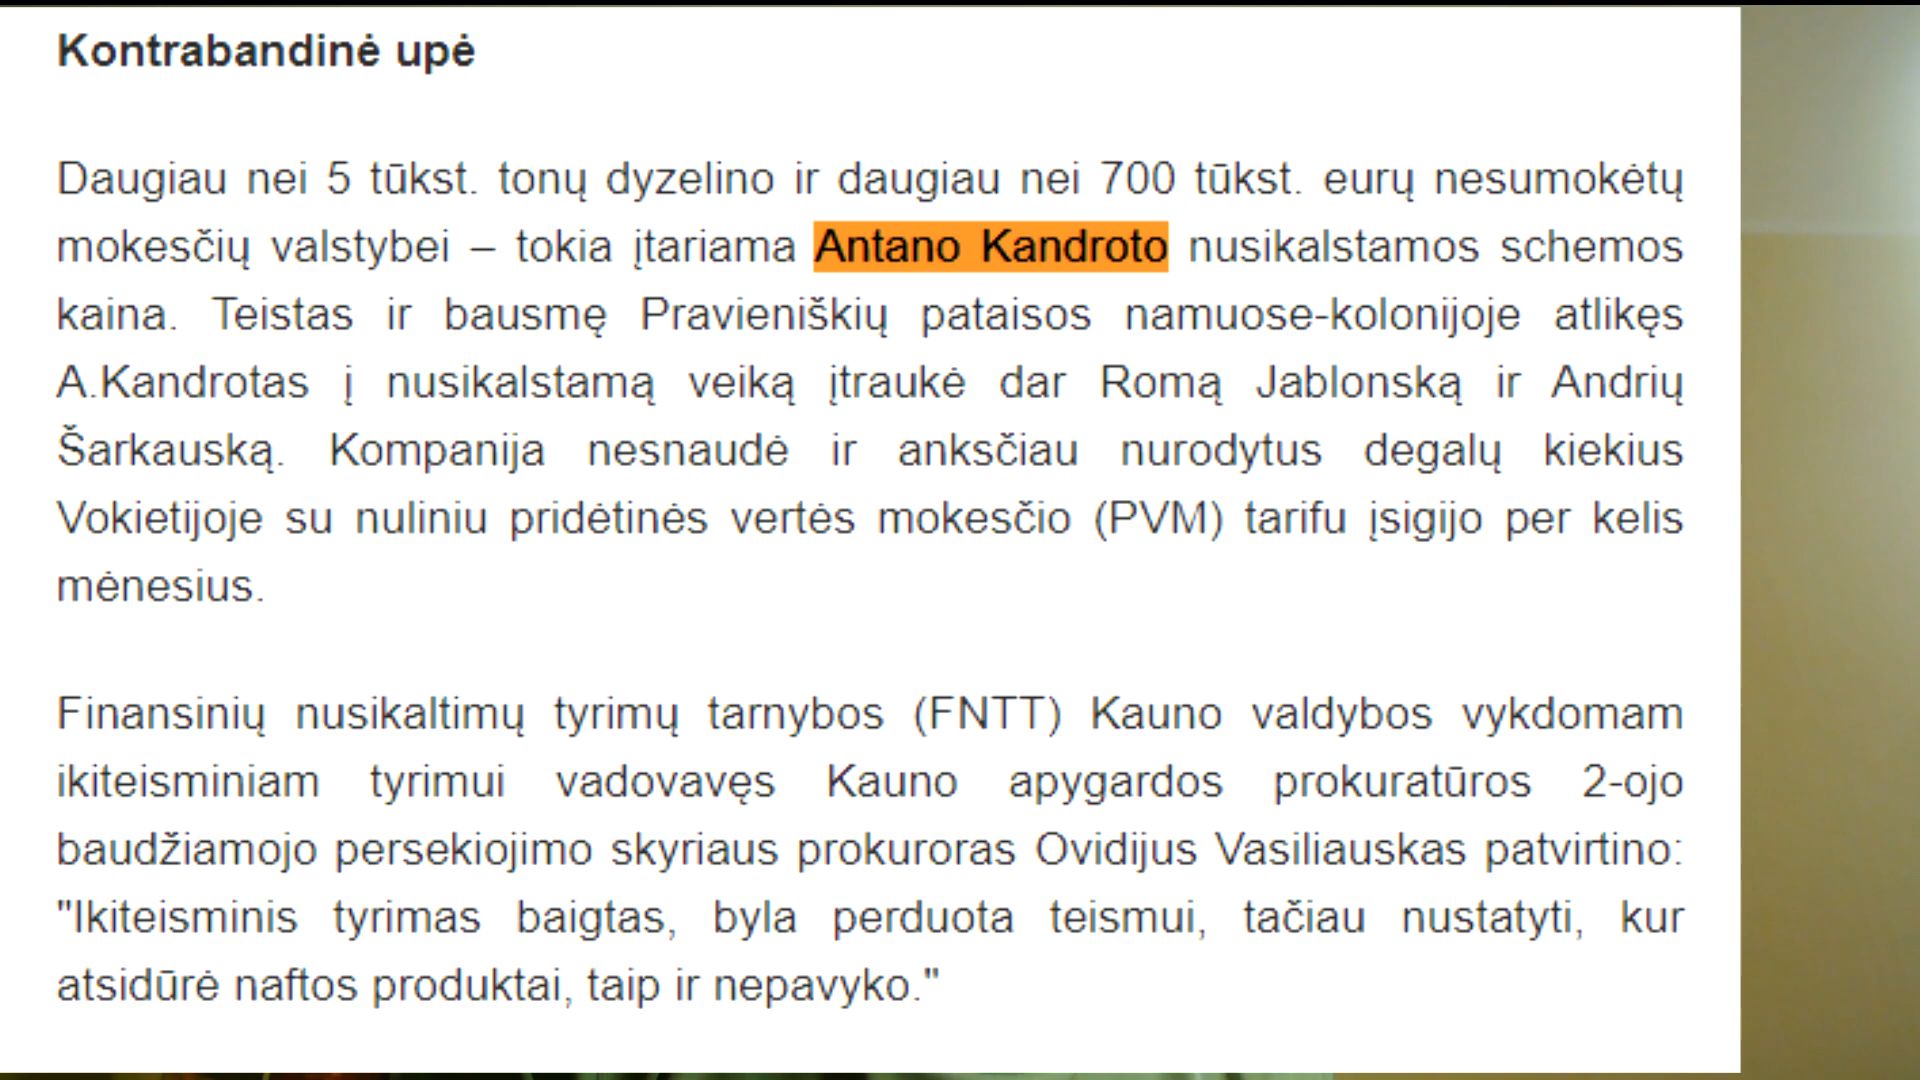 Kontrabandinė upė
Daugiau nei 5 tūkst. tonų dyzelino ir daugiau nei 700 tūkst. eurų nesumokėtų
mokesčių valstybei – tokia įtariama Antano Kandroto nusikalstamos schemos
kaina. Teistas ir bausmę Pravieniškių pataisos namuose-kolonijoje atlikęs
A.Kandrotas į nusikalstamą veiką įtraukė dar Romą Jablonską ir Andrių
Šarkauską. Kompanija nesnaudė ir anksčiau nurodytus degalų kiekius
Vokietijoje su nuliniu pridėtinės vertės mokesčio (PVM) tarifu įsigijo per kelis
mėnesius.
Finansinių nusikaltimų tyrimų tarnybos (FNTT) Kauno valdybos vykdomam
ikiteisminiam tyrimui vadovavęs Kauno apygardos prokuratūros 2-ojo
baudžiamojo persekiojimo skyriaus prokuroras Ovidijus Vasiliauskas patvirtino:
"Ikiteisminis tyrimas baigtas, byla perduota teismui, tačiau nustatyti, kur
atsidūrė naftos produktai, taip ir nepavyko."